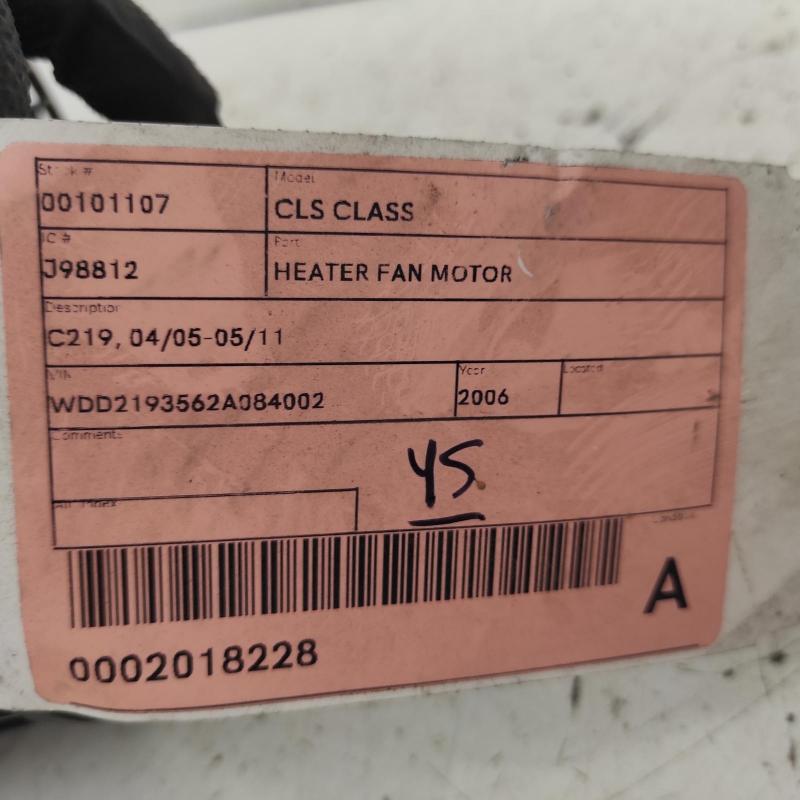 Stock # Model
00101107 CLS CLASS
IC # Part
J98812 HEATER FAN MOTOR
Description
C219, 04/05-05/11
VIN Year Located
WDD2193562A084002 2006
Comments
45
Condition
A
0002018228